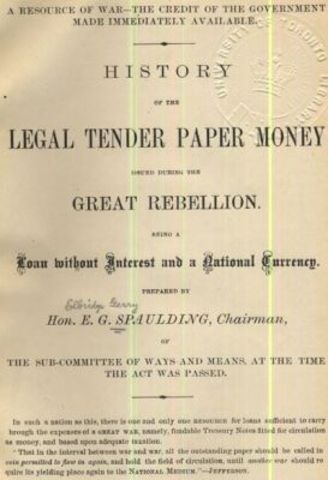 A RESOURCE OF WAR—THE CREDIT OF THE GOVERNMENT
MADE IMMEDIATELY AVAILABLE.
UNIVERSITY OF TORONTO LIBRARY
HISTORY
OF THE
LEGAL TENDER PAPER MONEY
ISSUED DURING THE
GREAT REBELLION.
BEING A
Loan without Interest and a National Currency.
PREPARED BY
Elbridge Gerry
Hon. E. G. SPAULDING, Chairman,
OF
THE SUB-COMMITTEE OF WAYS AND MEANS, AT THE TIME
THE ACT WAS PASSED.
In such a nation as this, there is one and only one RESOURCE for loans sufficient to carry
through the expenses of a GREAT WAR, namely, fundable Treasury Notes fitted for circulation
as money, and based upon adequate taxation.
"That in the interval between war and war, all the outstanding paper should be called in
coin permitted to flow in again, and hold the field of circulation, until another war should re
quire its yielding place again to the NATIONAL MEDIUM."—JEFFERSON.